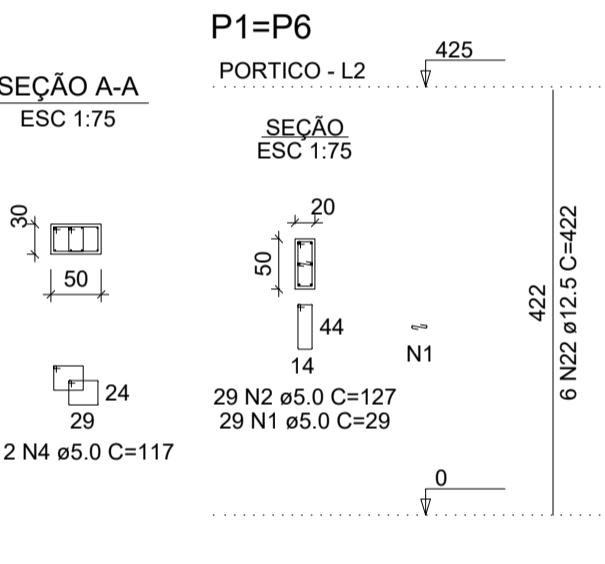 P1=P6
PORTICO - L2
425
SEÇÃO A-A
ESC 1:75
SEÇÃO
ESC 1:75
30
50
20
50
422
6 N22 ø12.5 C=422
24
29
2 N4 ø5.0 C=117
44
14
N1
29 N2 ø5.0 C=127
29 N1 ø5.0 C=29
0